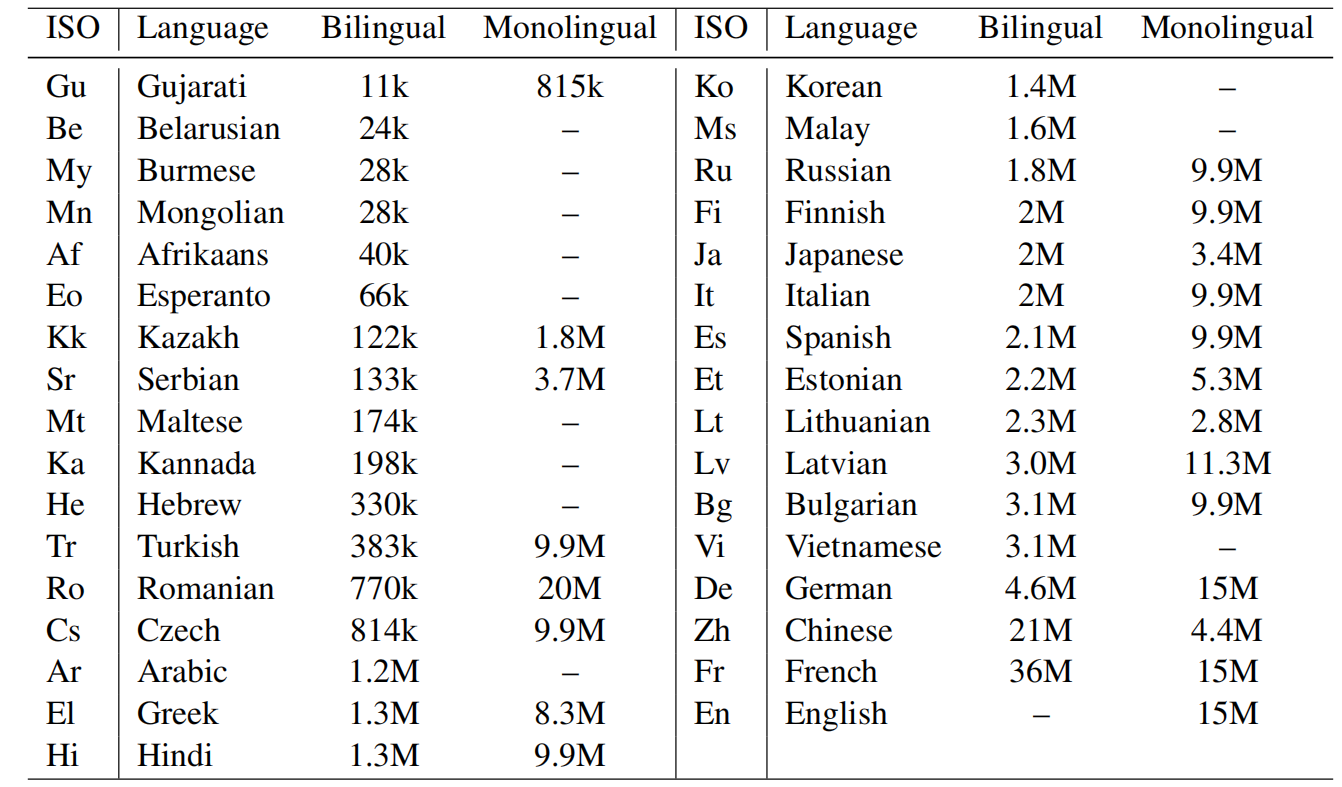 ISO Language Bilingual Monolingual ISO Language Bilingual Monolingual
Gu Gujarati 11k 815k Ko Korean 1.4M –
Be Belarusian 24k – Ms Malay 1.6M –
My Burmese 28k – Ru Russian 1.8M 9.9M
Mn Mongolian 28k – Fi Finnish 2M 9.9M
Af Afrikaans 40k – Ja Japanese 2M 3.4M
Eo Esperanto 66k – It Italian 2M 9.9M
Kk Kazakh 122k 1.8M Es Spanish 2.1M 9.9M
Sr Serbian 133k 3.7M Et Estonian 2.2M 5.3M
Mt Maltese 174k – Lt Lithuanian 2.3M 2.8M
Ka Kannada 198k – Lv Latvian 3.0M 11.3M
He Hebrew 330k – Bg Bulgarian 3.1M 9.9M
Tr Turkish 383k 9.9M Vi Vietnamese 3.1M –
Ro Romanian 770k 20M De German 4.6M 15M
Cs Czech 814k 9.9M Zh Chinese 21M 4.4M
Ar Arabic 1.2M – Fr French 36M 15M
El Greek 1.3M 8.3M En English – 15M
Hi Hindi 1.3M 9.9M